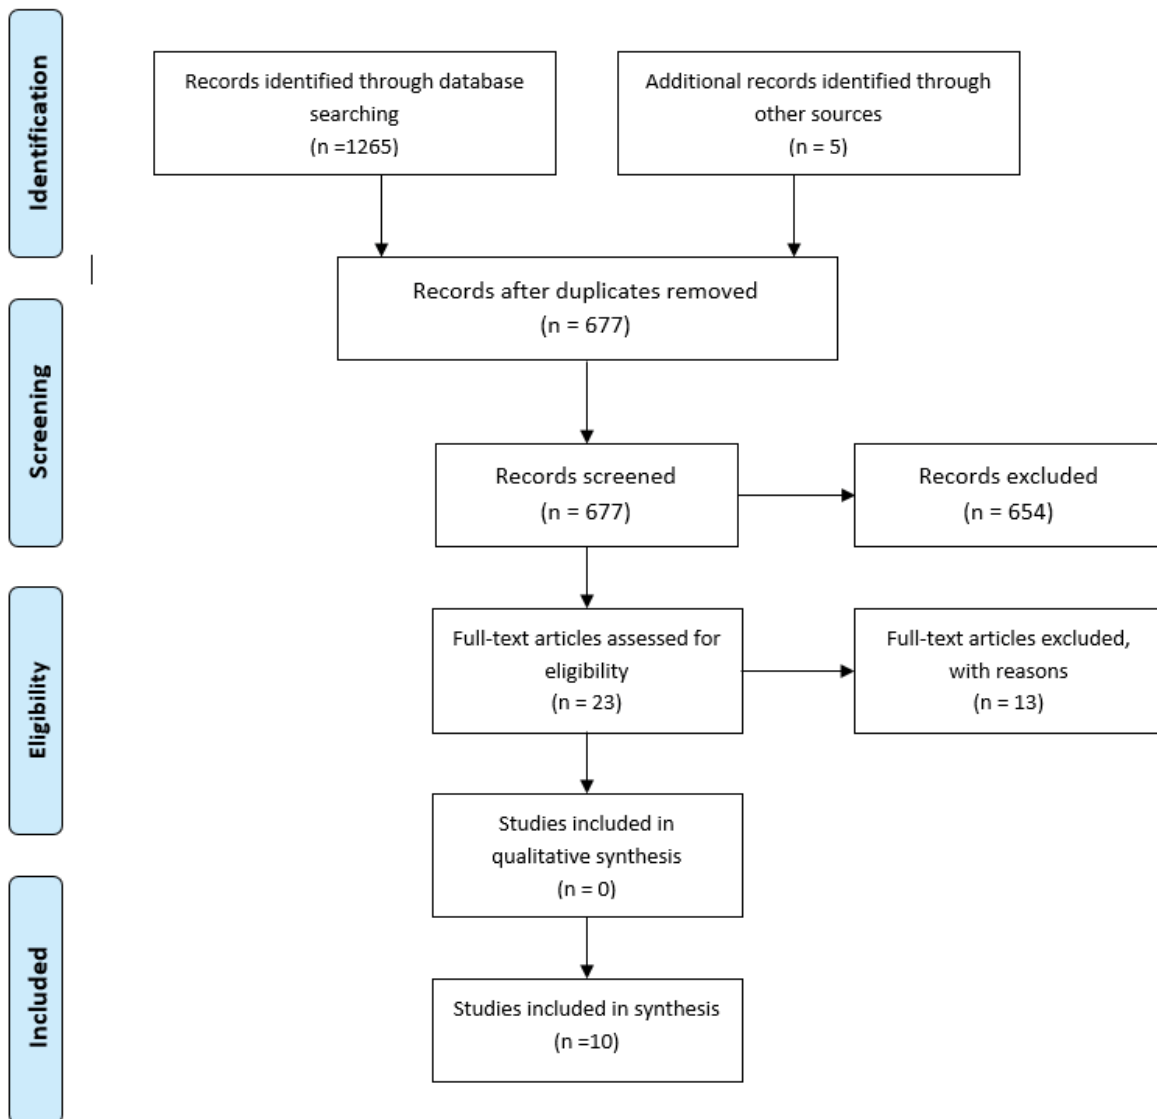 Identification
Records identified through database
searching
(n =1265)
Additional records identified through
other sources
(n = 5)
Records after duplicates removed
(n = 677)
Screening
Records screened
(n = 677)
Records excluded
(n = 654)
Eligibility
Full-text articles assessed for
eligibility
(n = 23)
Full-text articles excluded,
with reasons
(n = 13)
Studies included in
qualitative synthesis
(n = 0)
Included
Studies included in synthesis
(n =10)